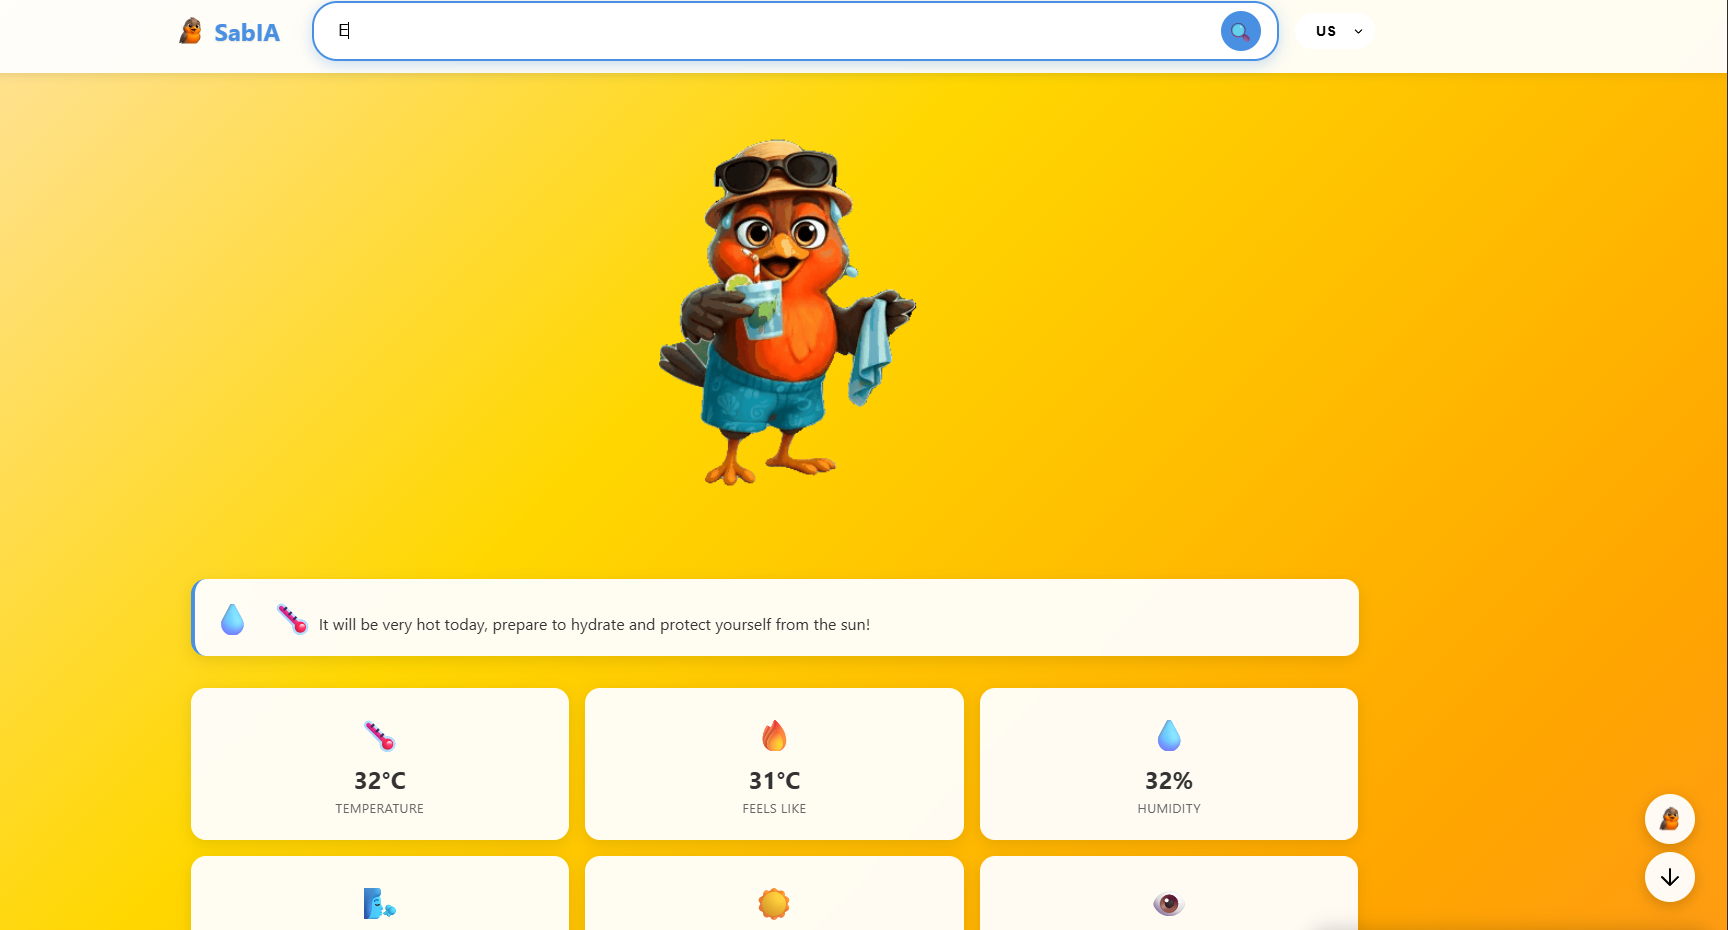 SabIA
E
US
It will be very hot today, prepare to hydrate and protect yourself from the sun!
32°C
TEMPERATURE
31°C
FEELS LIKE
32%
HUMIDITY